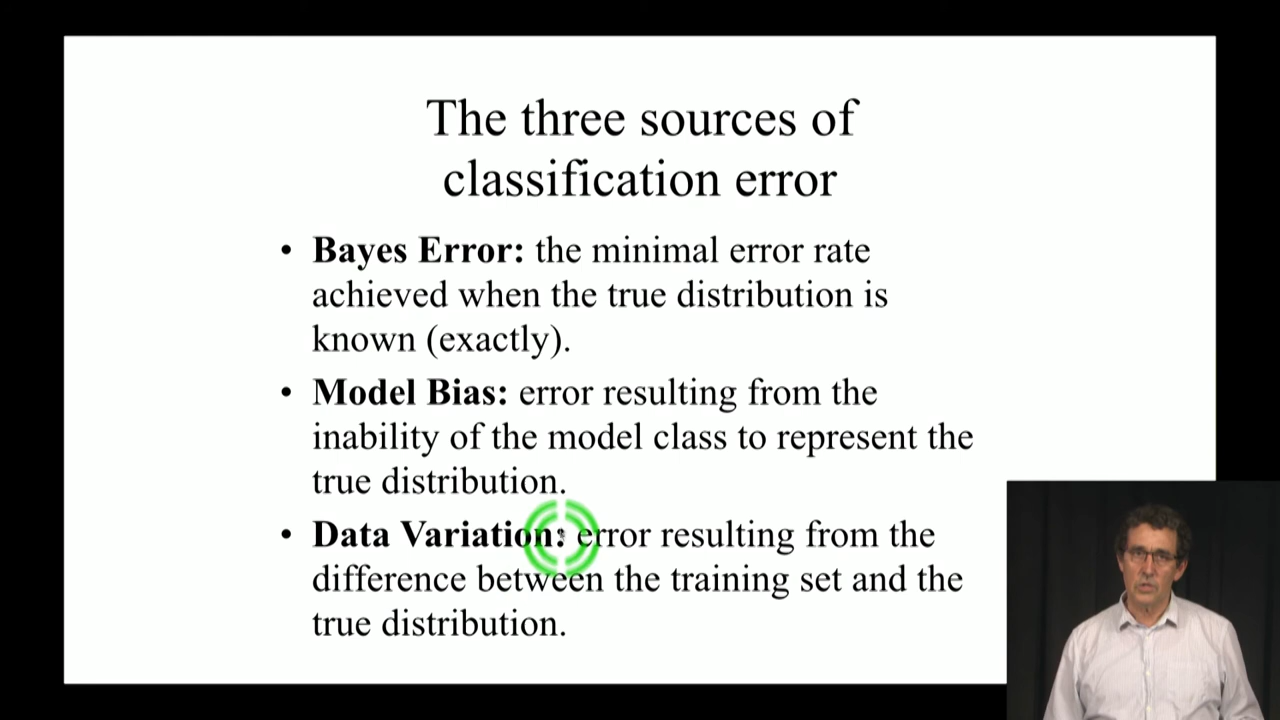 The three sources of
classification error
• Bayes Error: the minimal error rate
achieved when the true distribution is
known (exactly).
• Model Bias: error resulting from the
inability of the model class to represent the
true distribution.
• Data Variation: error resulting from the
difference between the training set and the
true distribution.